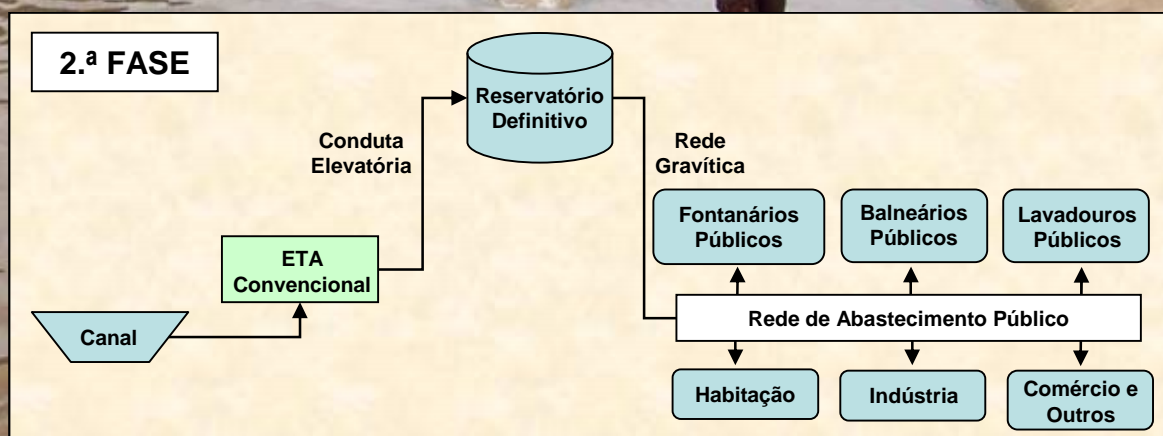 2.ª FASE
Reservatório
Definitivo
Conduta
Elevatória
Rede
Gravítica
Fontanários
Públicos
Balneários
Públicos
Lavadouros
Públicos
ETA
Convencional
Canal
Rede de Abastecimento Público
Habitação
Indústria
Comércio e
Outros